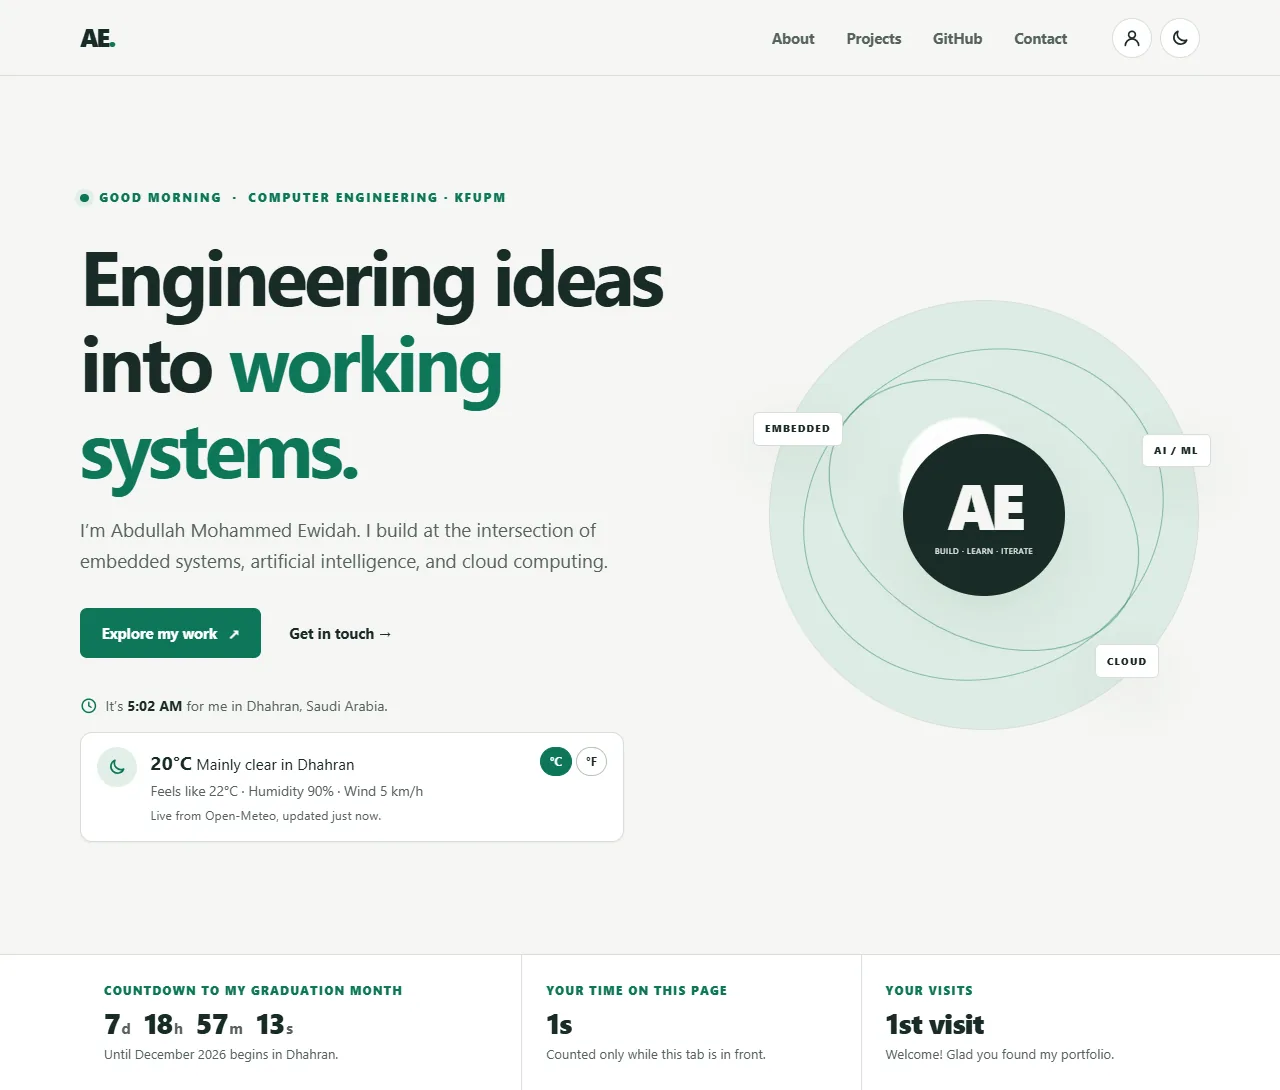 AE.
About Projects GitHub Contact
GOOD MORNING · COMPUTER ENGINEERING · KFUPM
Engineering ideas
into working
systems.
I’m Abdullah Mohammed Ewidah. I build at the intersection of
embedded systems, artificial intelligence, and cloud computing.
Explore my work ↗ Get in touch →
It’s 5:02 AM for me in Dhahran, Saudi Arabia.
20°C Mainly clear in Dhahran
°C °F
Feels like 22°C · Humidity 90% · Wind 5 km/h
Live from Open-Meteo, updated just now.
EMBEDDED
AI / ML
AE
BUILD · LEARN · ITERATE
CLOUD
COUNTDOWN TO MY GRADUATION MONTH
7d 18h 57m 13s
Until December 2026 begins in Dhahran.
YOUR TIME ON THIS PAGE
1s
Counted only while this tab is in front.
YOUR VISITS
1st visit
Welcome! Glad you found my portfolio.